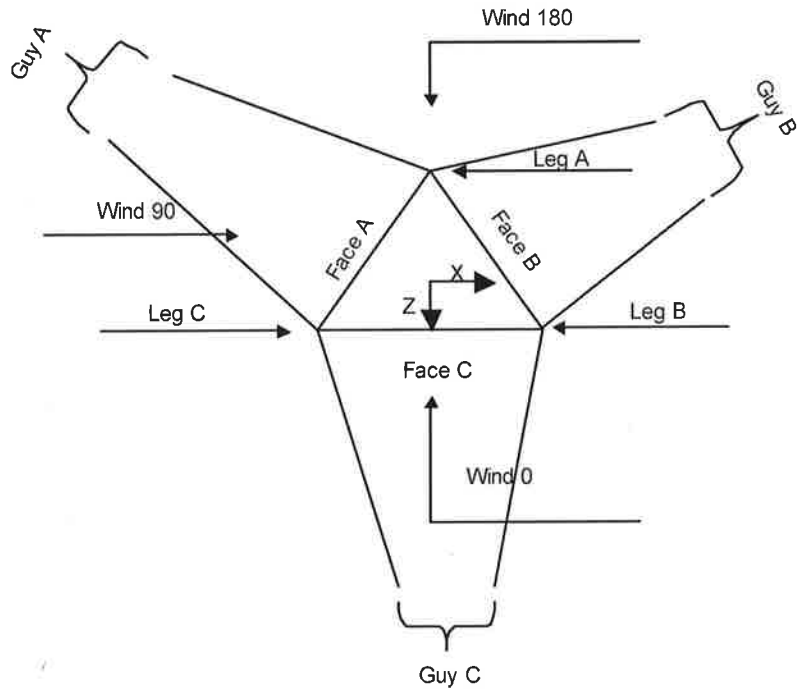 Wind 180
Guy A
Guy B
Leg A
Wind 90
Face A
Face B
X
Z
Leg C
Leg B
Face C
Wind 0
Guy C